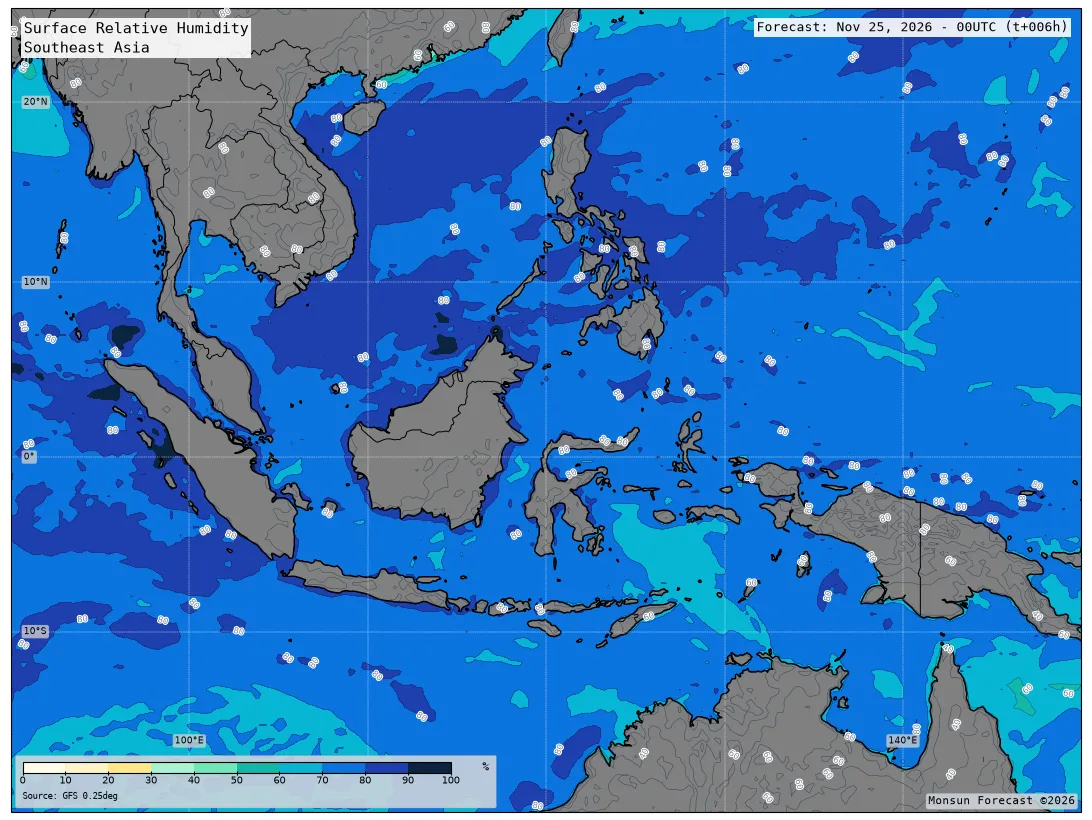 Surface Relative Humidity
Southeast Asia
Forecast: Nov 25, 2026 - 00UTC (t+006h)
20°N
10°N
0°
10°S
100°E
140°E
0 10 20 30 40 50 60 70 80 90 100
%
Source: GFS 0.25deg
Monsun Forecast ©2026